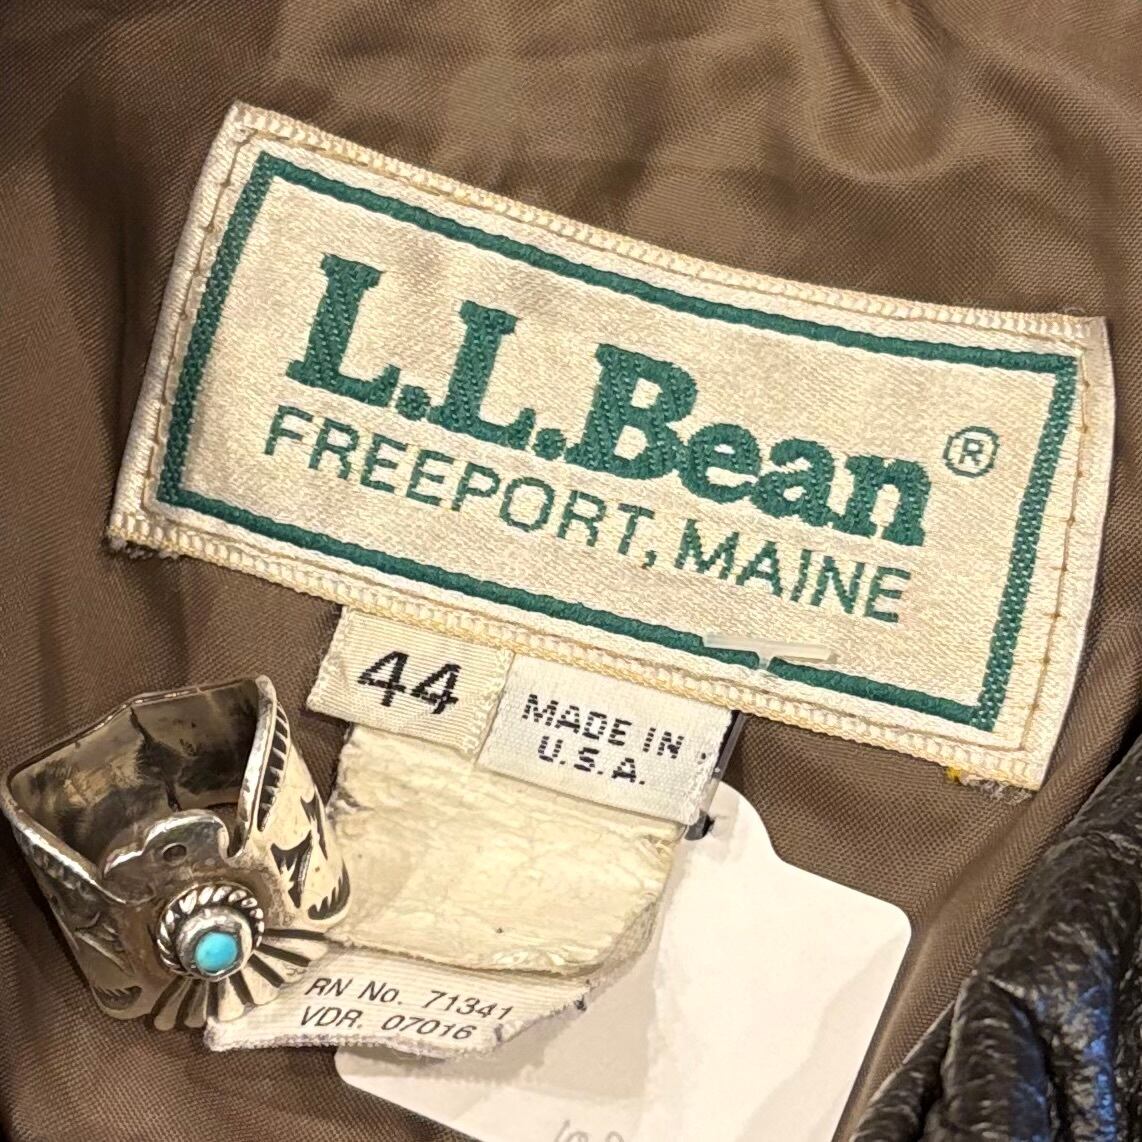 L.L.Bean®
FREEPORT, MAINE
44
MADE IN
U.S.A.
RN No. 71341
VDR. 07016